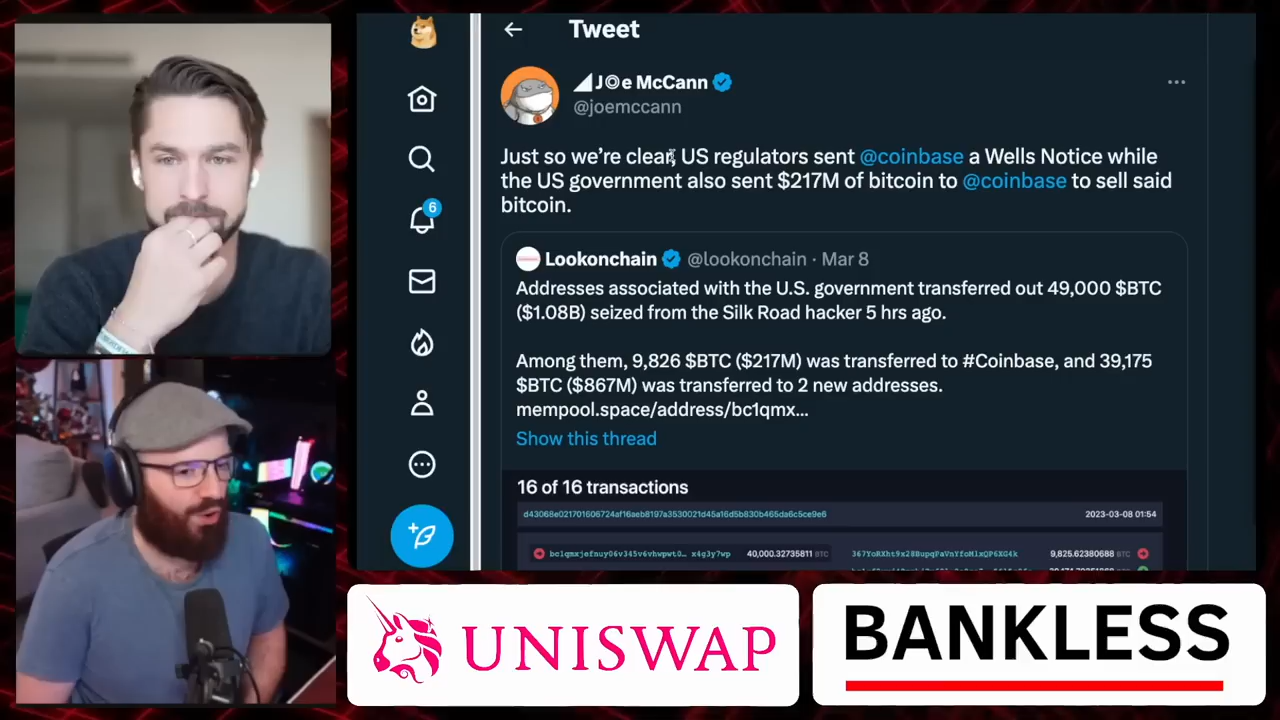 Tweet
◢ J◎e McCann
@joemccann
Just so we're clear, US regulators sent @coinbase a Wells Notice while
the US government also sent $217M of bitcoin to @coinbase to sell said
bitcoin.
6
Lookonchain @lookonchain · Mar 8
Addresses associated with the U.S. government transferred out 49,000 $BTC
($1.08B) seized from the Silk Road hacker 5 hrs ago.
Among them, 9,826 $BTC ($217M) was transferred to #Coinbase, and 39,175
$BTC ($867M) was transferred to 2 new addresses.
mempool.space/address/bc1qmx...
Show this thread
16 of 16 transactions
2023-03-08 01:54
40,000.32735811 BTC 9,825.62380688 BTC
UNISWAP
BANKLESS